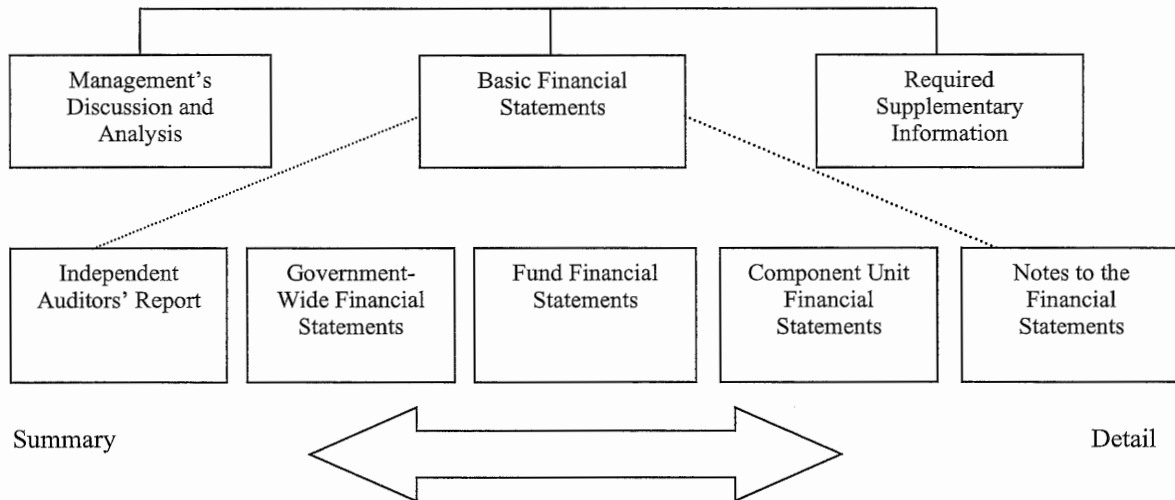 Management's
Discussion and
Analysis
Basic Financial
Statements
Required
Supplementary
Information
Independent
Auditors' Report
Government-
Wide Financial
Statements
Fund Financial
Statements
Component Unit
Financial
Statements
Notes to the
Financial
Statements
Summary
Detail